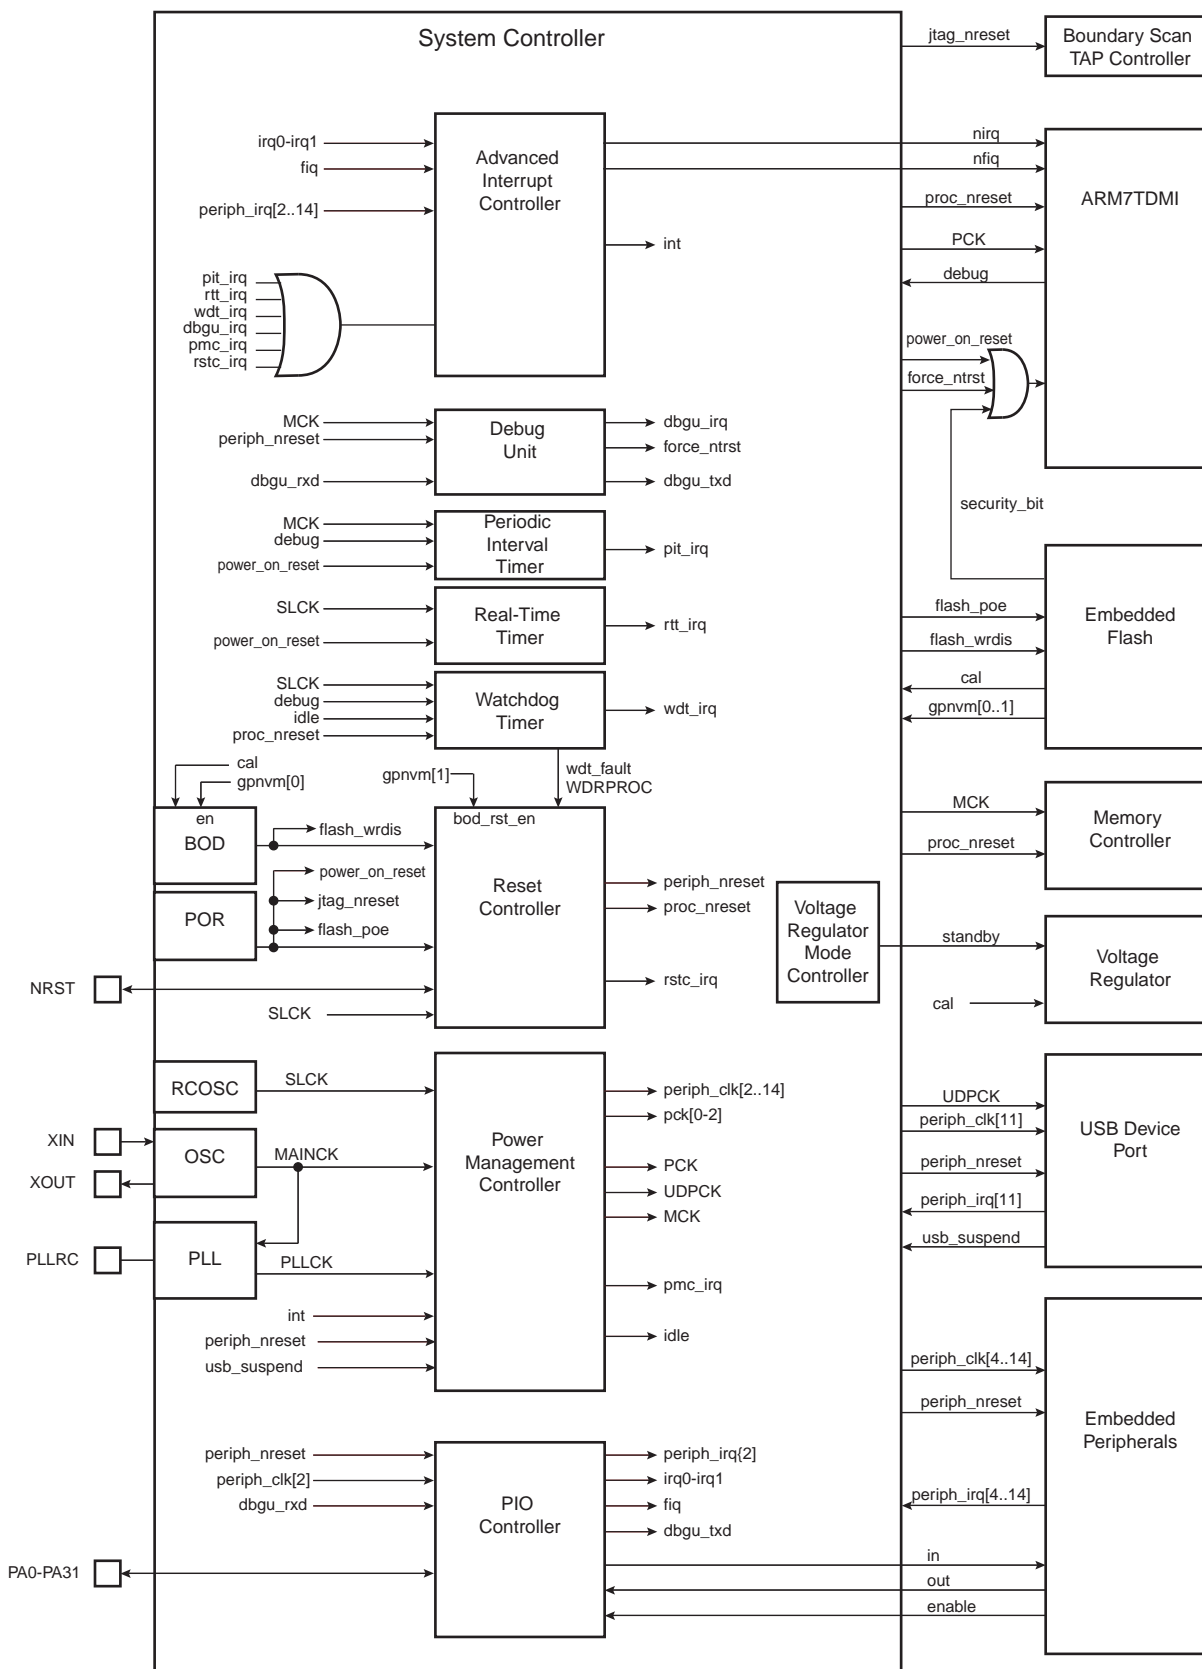 System Controller
jtag_nreset
Boundary Scan
TAP Controller
irq0-irq1
fiq
periph_irq[2..14]
Advanced
Interrupt
Controller
int
pit_irq
rtt_irq
wdt_irq
dbgu_irq
pmc_irq
rstc_irq
nirq
nfiq
proc_nreset
PCK
debug
ARM7TDMI
power_on_reset
force_ntrst
security_bit
MCK
periph_nreset
dbgu_rxd
Debug
Unit
dbgu_irq
force_ntrst
dbgu_txd
MCK
debug
power_on_reset
Periodic
Interval
Timer
pit_irq
SLCK
power_on_reset
Real-Time
Timer
rtt_irq
SLCK
debug
idle
proc_nreset
Watchdog
Timer
wdt_irq
flash_poe
flash_wrdis
cal
gpnvm[0..1]
Embedded
Flash
cal
gpnvm[0]
gpnvm[1]
wdt_fault
WDRPROC
en
BOD
flash_wrdis
power_on_reset
jtag_nreset
flash_poe
POR
bod_rst_en
Reset
Controller
periph_nreset
proc_nreset
rstc_irq
NRST
SLCK
MCK
proc_nreset
Memory
Controller
Voltage
Regulator
Mode
Controller
standby
cal
Voltage
Regulator
RCOSC
SLCK
XIN
XOUT
OSC
MAINCK
PLLRC
PLL
PLLCK
int
periph_nreset
usb_suspend
Power
Management
Controller
periph_clk[2..14]
pck[0-2]
PCK
UDPCK
MCK
pmc_irq
idle
UDPCK
periph_clk[11]
periph_nreset
periph_irq[11]
usb_suspend
USB Device
Port
periph_nreset
periph_clk[2]
dbgu_rxd
PA0-PA31
PIO
Controller
periph_irq{2]
irq0-irq1
fiq
dbgu_txd
periph_clk[4..14]
periph_nreset
periph_irq[4..14]
in
out
enable
Embedded
Peripherals